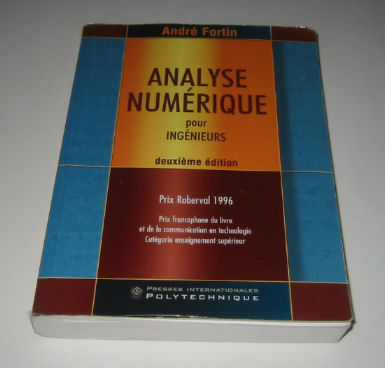 André Fortin
ANALYSE
NUMÉRIQUE
pour
INGÉNIEURS
deuxième édition
Prix Roberval 1996
Prix francophone du livre
et de la communication en technologie
Catégorie enseignement supérieur
PRESSES INTERNATIONALES
POLYTECHNIQUE